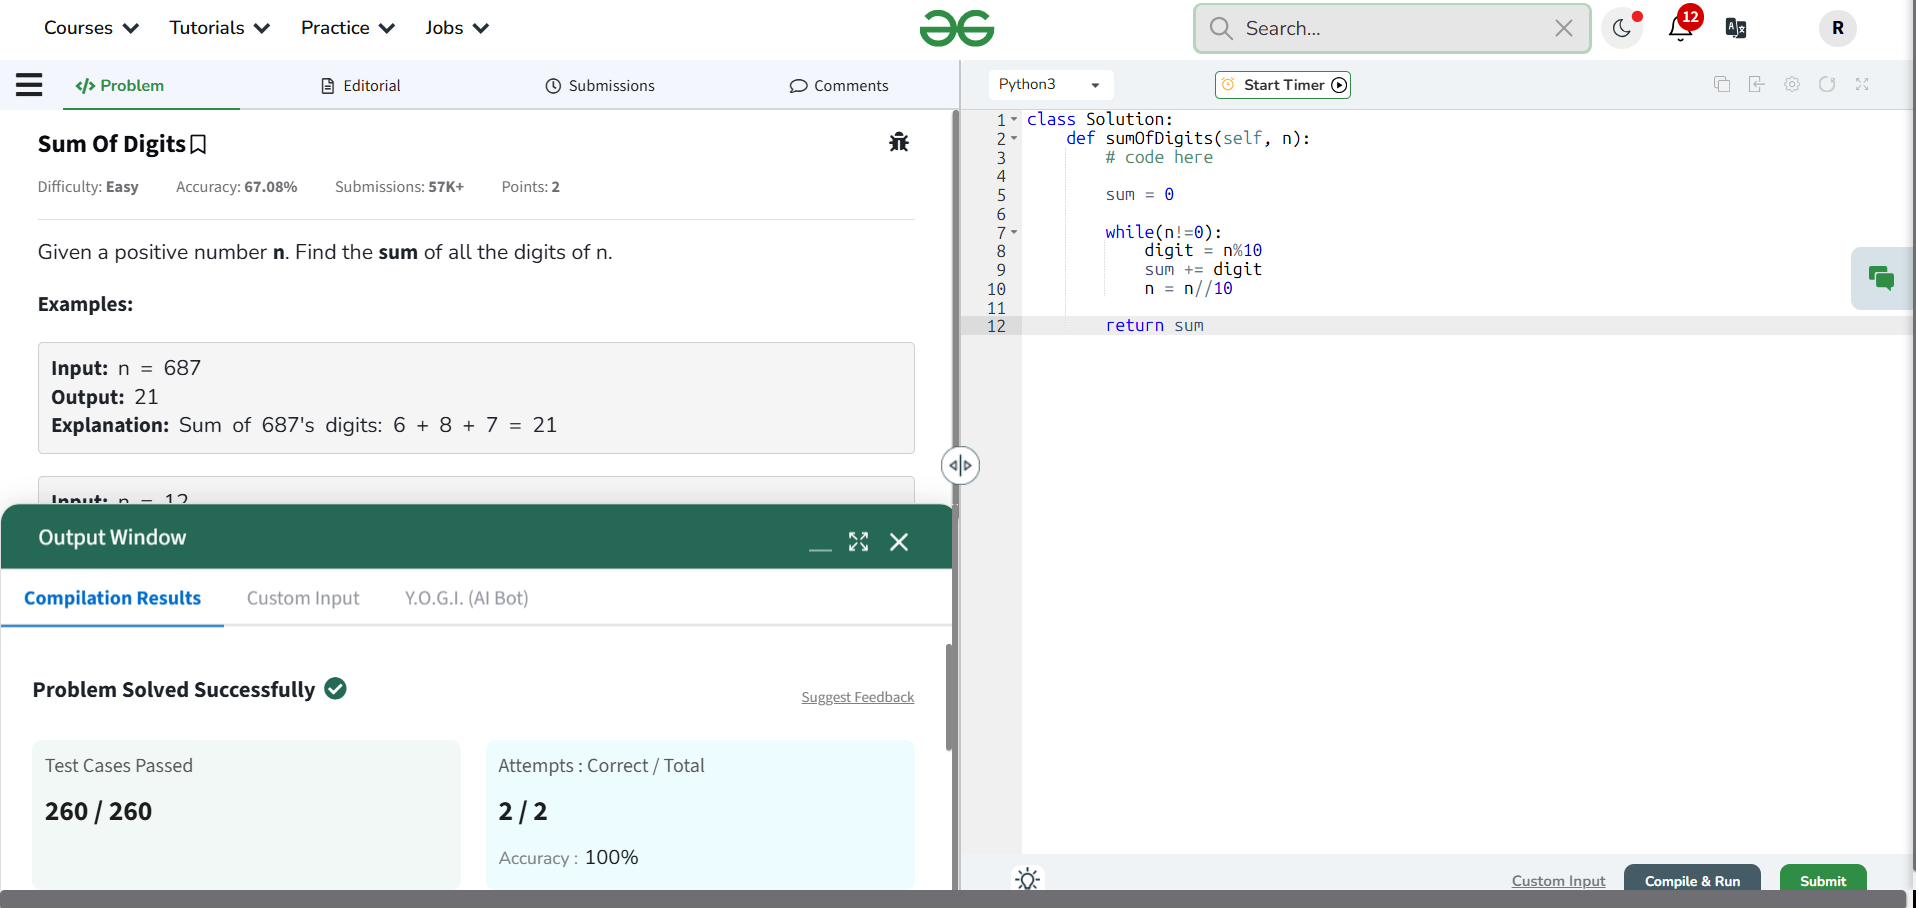 Courses Tutorials Practice Jobs Search... 12 R
Problem Editorial Submissions Comments
Sum Of Digits
Difficulty: Easy Accuracy: 67.08% Submissions: 57K+ Points: 2
Given a positive number n. Find the sum of all the digits of n.
Examples:
Input: n = 687
Output: 21
Explanation: Sum of 687's digits: 6 + 8 + 7 = 21
Input: n = 12
Output Window
Compilation Results Custom Input Y.O.G.I. (AI Bot)
Problem Solved Successfully
Suggest Feedback
Test Cases Passed
260 / 260
Attempts : Correct / Total
2 / 2
Accuracy : 100%
Python3 Start Timer
1 class Solution:
2 def sumOfDigits(self, n):
3 # code here
4
5 sum = 0
6
7 while(n!=0):
8 digit = n%10
9 sum += digit
10 n = n//10
11
12 return sum
Custom Input Compile & Run Submit